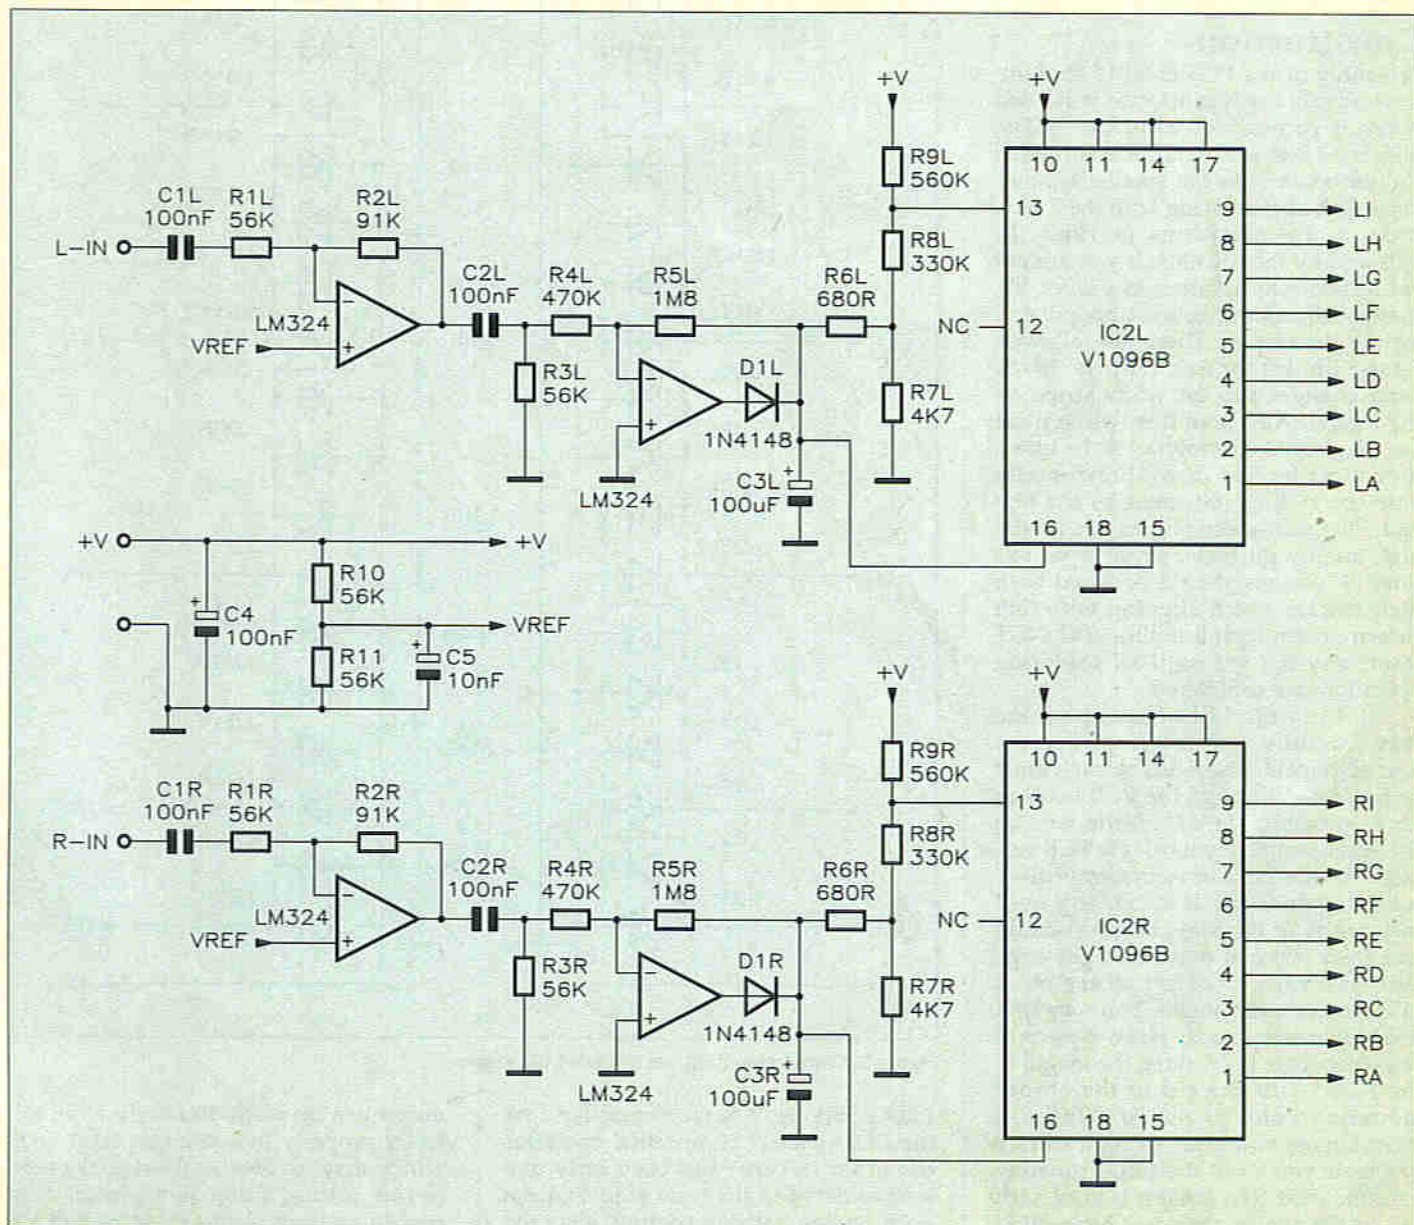 +V
+V
10 11 14 17
R9L
560K
C1L
100nF
R1L
56K
R2L
91K
13
9 LI
L-IN
R8L
330K
8 LH
C2L
100nF
R4L
470K
R5L
1M8
R6L
680R
7 LG
LM324
−
+
VREF
NC
12
IC2L
V1096B
6 LF
5 LE
R3L
56K
−
+
D1L
1N4148
R7L
4K7
4 LD
3 LC
2 LB
LM324
C3L
100uF
+
1 LA
16 18 15
+V
+V
R10
56K
+
C4
100nF
VREF
R11
56K
+
C5
10nF
+V
+V
10 11 14 17
R9R
560K
C1R
100nF
R1R
56K
R2R
91K
13
9 RI
R-IN
R8R
330K
8 RH
C2R
100nF
R4R
470K
R5R
1M8
R6R
680R
7 RG
LM324
−
+
VREF
NC
12
IC2R
V1096B
6 RF
5 RE
R3R
56K
−
+
D1R
1N4148
R7R
4K7
4 RD
3 RC
2 RB
LM324
C3R
100uF
+
1 RA
16 18 15